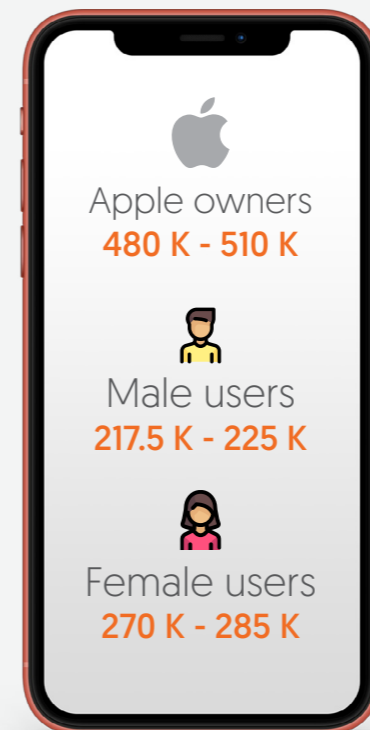 Apple owners
480 K - 510 K
Male users
217.5 K - 225 K
Female users
270 K - 285 K